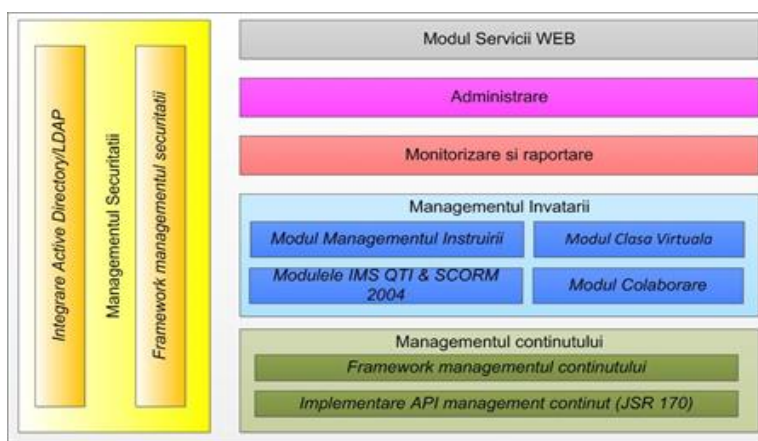 Integrare Active Directory/LDAP
Managementul Securitatii
Framework managementul securitatii
Modul Servicii WEB
Administrare
Monitorizare si raportare
Managementul Invatarii
Modul Managementul Instruirii
Modul Clasa Virtuala
Modulele IMS QTI & SCORM
2004
Modul Colaborare
Managementul continutului
Framework managementul continutului
Implementare API management continut (JSR 170)